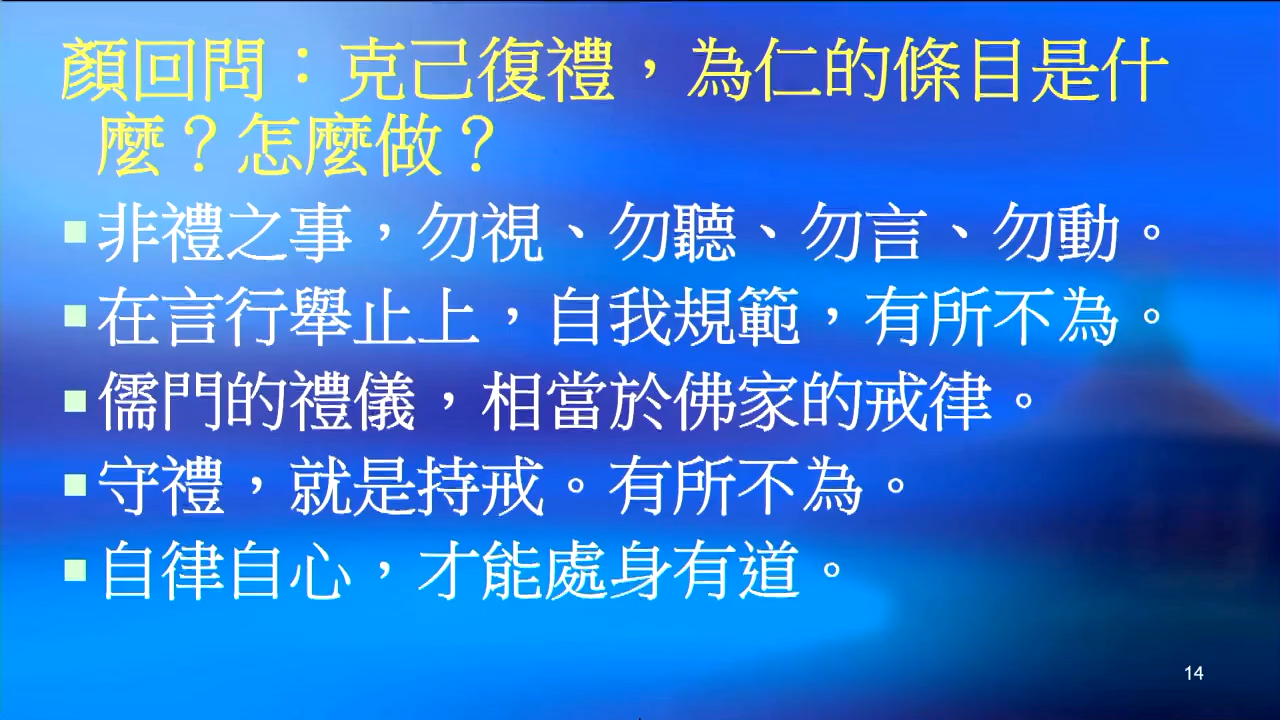 顏回問：克己復禮，為仁的條目是什
麼？怎麼做？
非禮之事，勿視、勿聽、勿言、勿動。
在言行舉止上，自我規範，有所不為。
儒門的禮儀，相當於佛家的戒律。
守禮，就是持戒。有所不為。
自律自心，才能處身有道。
14